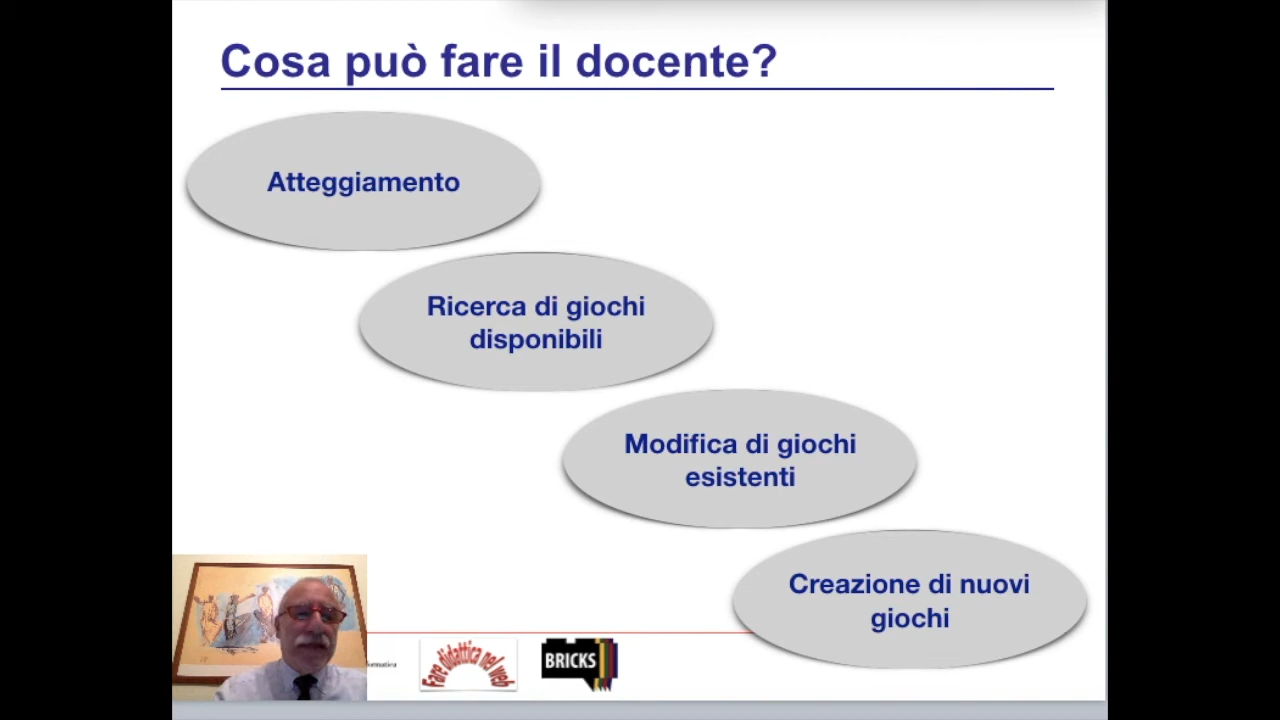 Cosa può fare il docente?
Atteggiamento
Ricerca di giochi
disponibili
Modifica di giochi
esistenti
Creazione di nuovi
giochi
Fare didattica nel web
BRICKS